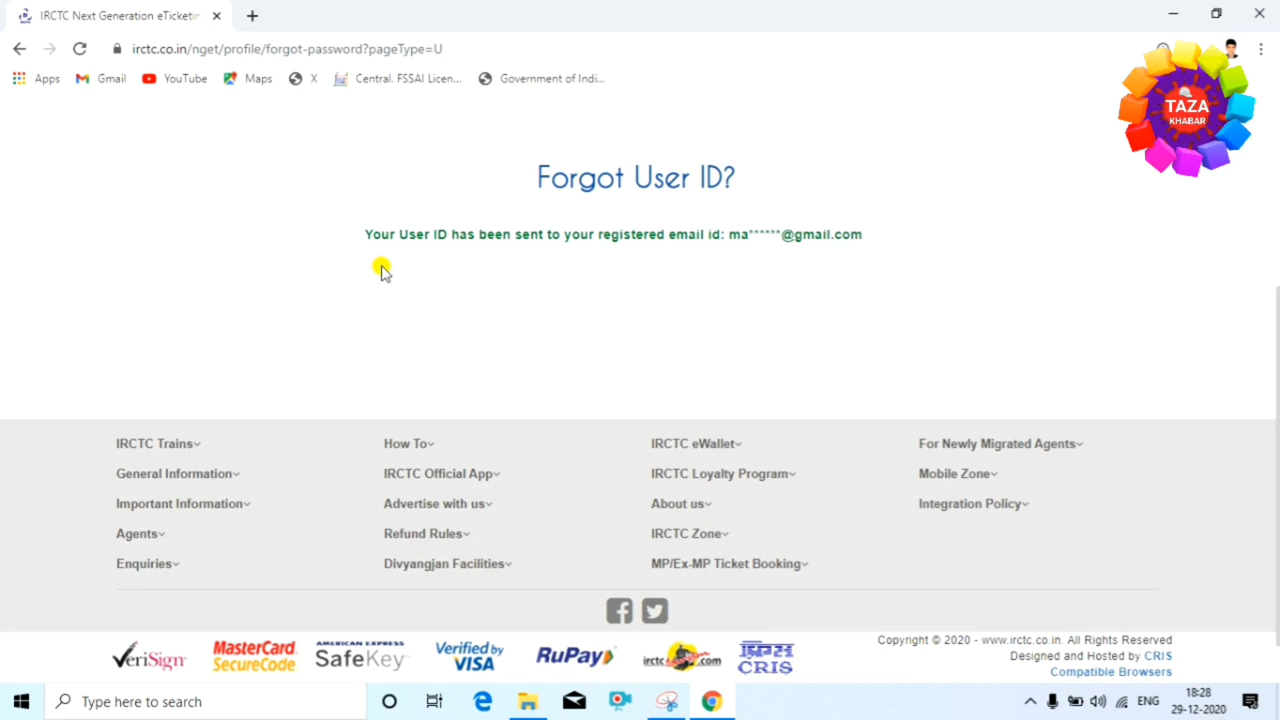 IRCTC Next Generation eTicketin
irctc.co.in/nget/profile/forgot-password?pageType=U
Apps Gmail YouTube Maps X Central. FSSAI Licen... Government of Indi...
TAZA
KHABAR
Forgot User ID?
Your User ID has been sent to your registered email id: ma******@gmail.com
IRCTC Trains How To IRCTC eWallet For Newly Migrated Agents
General Information IRCTC Official App IRCTC Loyalty Program Mobile Zone
Important Information Advertise with us About us Integration Policy
Agents Refund Rules IRCTC Zone
Enquiries Divyangjan Facilities MP/Ex-MP Ticket Booking
VeriSign
MasterCard
SecureCode
AMERICAN EXPRESS
SafeKey
Verified by
VISA
RuPay
irctc.com
CRIS
Copyright © 2020 - www.irctc.co.in. All Rights Reserved
Designed and Hosted by CRIS
Compatible Browsers
Type here to search
ENG
18:28
29-12-2020